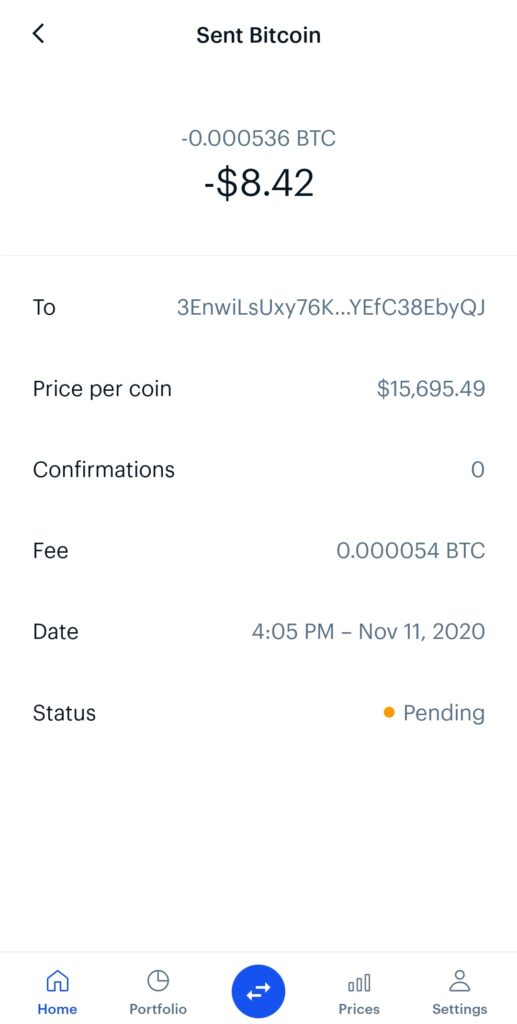 Sent Bitcoin
-0.000536 BTC
-$8.42
To 3EnwiLsUxy76K...YEfC38EbyQJ
Price per coin $15,695.49
Confirmations 0
Fee 0.000054 BTC
Date 4:05 PM – Nov 11, 2020
Status Pending
Home Portfolio Prices Settings